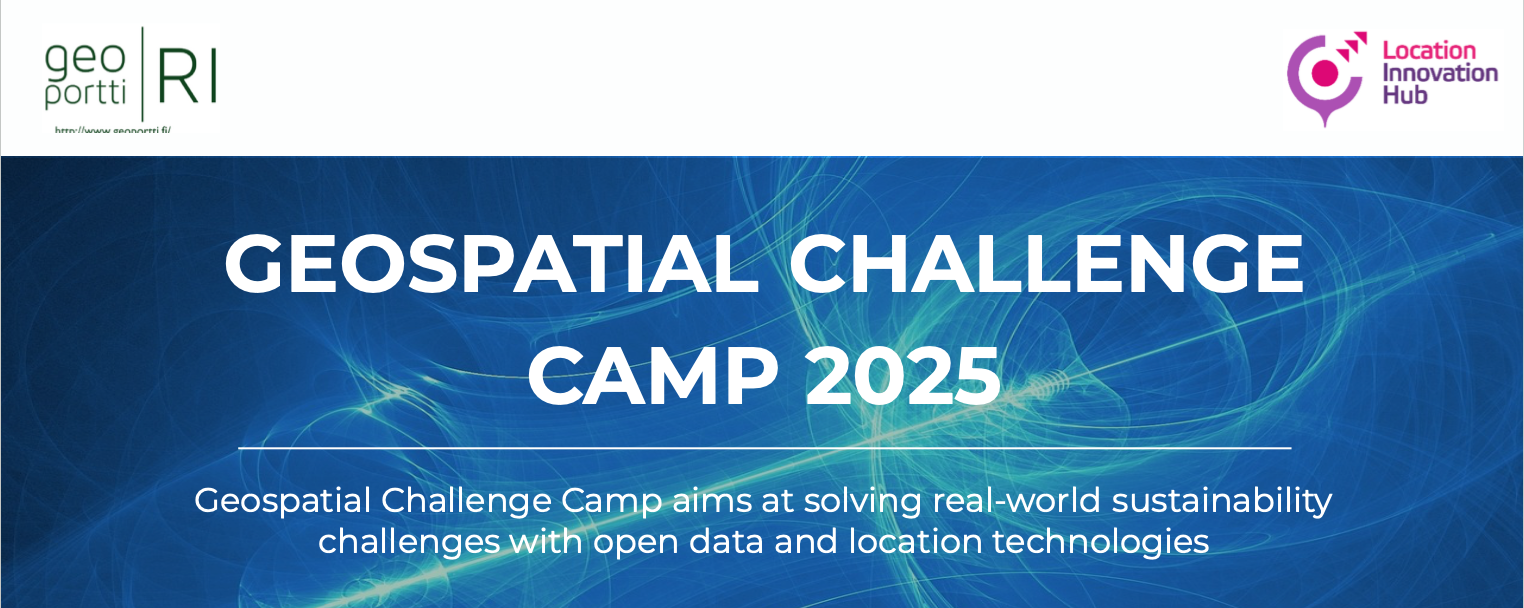 geo
portti
RI
http://www.geoportti.fi/
Location
Innovation
Hub
GEOSPATIAL CHALLENGE
CAMP 2025
Geospatial Challenge Camp aims at solving real-world sustainability
challenges with open data and location technologies